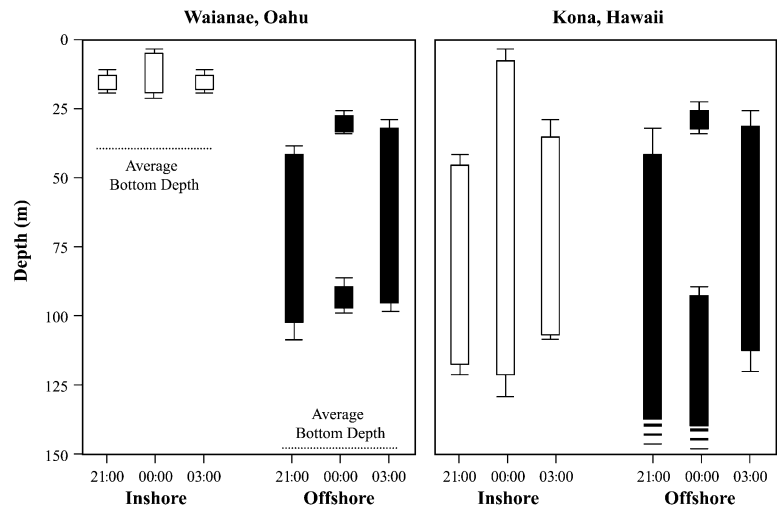 Waianae, Oahu
Kona, Hawaii
Depth (m)
0
25
50
75
100
125
150
Average
Bottom Depth
Average
Bottom Depth
21:00 00:00 03:00 21:00 00:00 03:00 21:00 00:00 03:00 21:00 00:00 03:00
Inshore Offshore Inshore Offshore